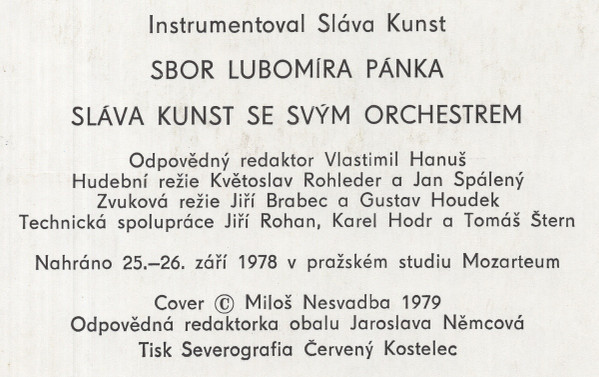 Instrumentoval Sláva Kunst
SBOR LUBOMÍRA PÁNKA
SLÁVA KUNST SE SVÝM ORCHESTREM
Odpovědný redaktor Vlastimil Hanuš
Hudební režie Květoslav Rohleder a Jan Spálený
Zvuková režie Jiří Brabec a Gustav Houdek
Technická spolupráce Jiří Rohan, Karel Hodr a Tomáš Štern
Nahráno 25.–26. září 1978 v pražském studiu Mozarteum
Cover © Miloš Nesvadba 1979
Odpovědná redaktorka obalu Jaroslava Němcová
Tisk Severografia Červený Kostelec